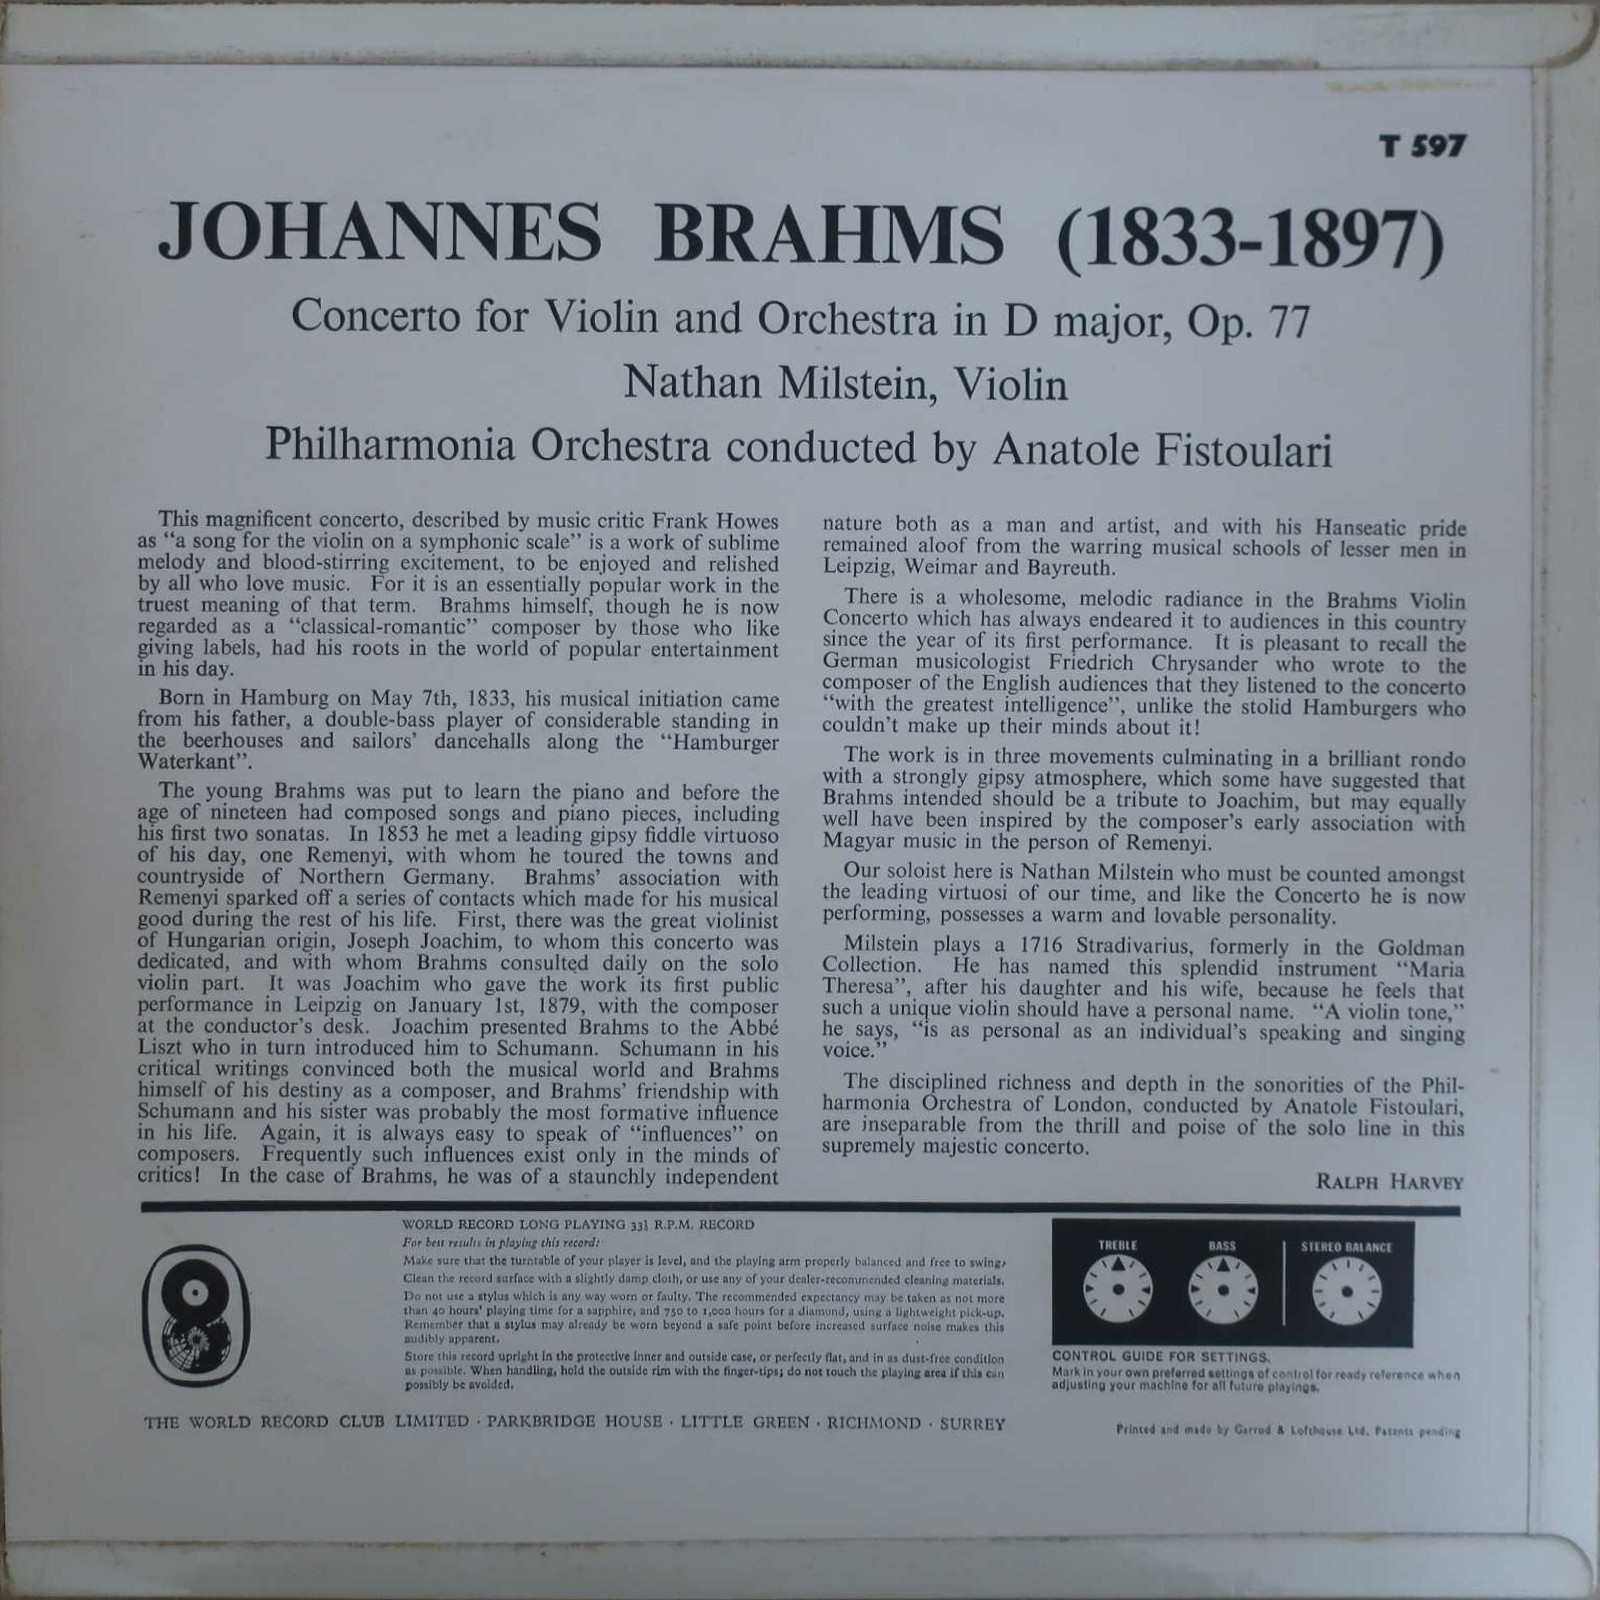 T 597
JOHANNES BRAHMS (1833-1897)
Concerto for Violin and Orchestra in D major, Op. 77
Nathan Milstein, Violin
Philharmonia Orchestra conducted by Anatole Fistoulari
This magnificent concerto, described by music critic Frank Howes
as “a song for the violin on a symphonic scale” is a work of sublime
melody and blood-stirring excitement, to be enjoyed and relished
by all who love music. For it is an essentially popular work in the
truest meaning of that term. Brahms himself, though he is now
regarded as a “classical-romantic” composer by those who like
giving labels, had his roots in the world of popular entertainment
in his day.
Born in Hamburg on May 7th, 1833, his musical initiation came
from his father, a double-bass player of considerable standing in
the beerhouses and sailors’ dancehalls along the “Hamburger
Waterkant”.
The young Brahms was put to learn the piano and before the
age of nineteen had composed songs and piano pieces, including
his first two sonatas. In 1853 he met a leading gipsy fiddle virtuoso
of his day, one Remenyi, with whom he toured the towns and
countryside of Northern Germany. Brahms’ association with
Remenyi sparked off a series of contacts which made for his musical
good during the rest of his life. First, there was the great violinist
of Hungarian origin, Joseph Joachim, to whom this concerto was
dedicated, and with whom Brahms consulted daily on the solo
violin part. It was Joachim who gave the work its first public
performance in Leipzig on January 1st, 1879, with the composer
at the conductor’s desk. Joachim presented Brahms to the Abbé
Liszt who in turn introduced him to Schumann. Schumann in his
critical writings convinced both the musical world and Brahms
himself of his destiny as a composer, and Brahms’ friendship with
Schumann and his sister was probably the most formative influence
in his life. Again, it is always easy to speak of “influences” on
composers. Frequently such influences exist only in the minds of
critics! In the case of Brahms, he was of a staunchly independent
nature both as a man and artist, and with his Hanseatic pride
remained aloof from the warring musical schools of lesser men in
Leipzig, Weimar and Bayreuth.
There is a wholesome, melodic radiance in the Brahms Violin
Concerto which has always endeared it to audiences in this country
since the year of its first performance. It is pleasant to recall the
German musicologist Friedrich Chrysander who wrote to the
composer of the English audiences that they listened to the concerto
“with the greatest intelligence”, unlike the stolid Hamburgers who
couldn’t make up their minds about it!
The work is in three movements culminating in a brilliant rondo
with a strongly gipsy atmosphere, which some have suggested that
Brahms intended should be a tribute to Joachim, but may equally
well have been inspired by the composer’s early association with
Magyar music in the person of Remenyi.
Our soloist here is Nathan Milstein who must be counted amongst
the leading virtuosi of our time, and like the Concerto he is now
performing, possesses a warm and lovable personality.
Milstein plays a 1716 Stradivarius, formerly in the Goldman
Collection. He has named this splendid instrument “Maria
Theresa”, after his daughter and his wife, because he feels that
such a unique violin should have a personal name. “A violin tone,”
he says, “is as personal as an individual’s speaking and singing
voice.”
The disciplined richness and depth in the sonorities of the Phil-
harmonia Orchestra of London, conducted by Anatole Fistoulari,
are inseparable from the thrill and poise of the solo line in this
supremely majestic concerto.
RALPH HARVEY
WORLD RECORD LONG PLAYING 33⅓ R.P.M. RECORD
For best results in playing this record:
Make sure that the turntable of your player is level, and the playing arm properly balanced and free to swing.
Clean the record surface with a slightly damp cloth, or use any of your dealer-recommended cleaning materials.
Do not use a stylus which is any way worn or faulty. The recommended expectancy may be taken as not more
than 40 hours’ playing time for a sapphire, and 750 to 1,000 hours for a diamond, using a lightweight pick-up.
Remember that a stylus may already be worn beyond a safe point before increased surface noise makes this
audibly apparent.
Store this record upright in the protective inner and outside case, or perfectly flat, and in as dust-free condition
as possible. When handling, hold the outside rim with the finger-tips; do not touch the playing area if this can
possibly be avoided.
TREBLE BASS STEREO BALANCE
CONTROL GUIDE FOR SETTINGS.
Mark in your own preferred settings of control for ready reference when
adjusting your machine for all future playings.
THE WORLD RECORD CLUB LIMITED · PARKBRIDGE HOUSE · LITTLE GREEN · RICHMOND · SURREY
Printed and made by Garrod & Lofthouse Ltd. Patents pending